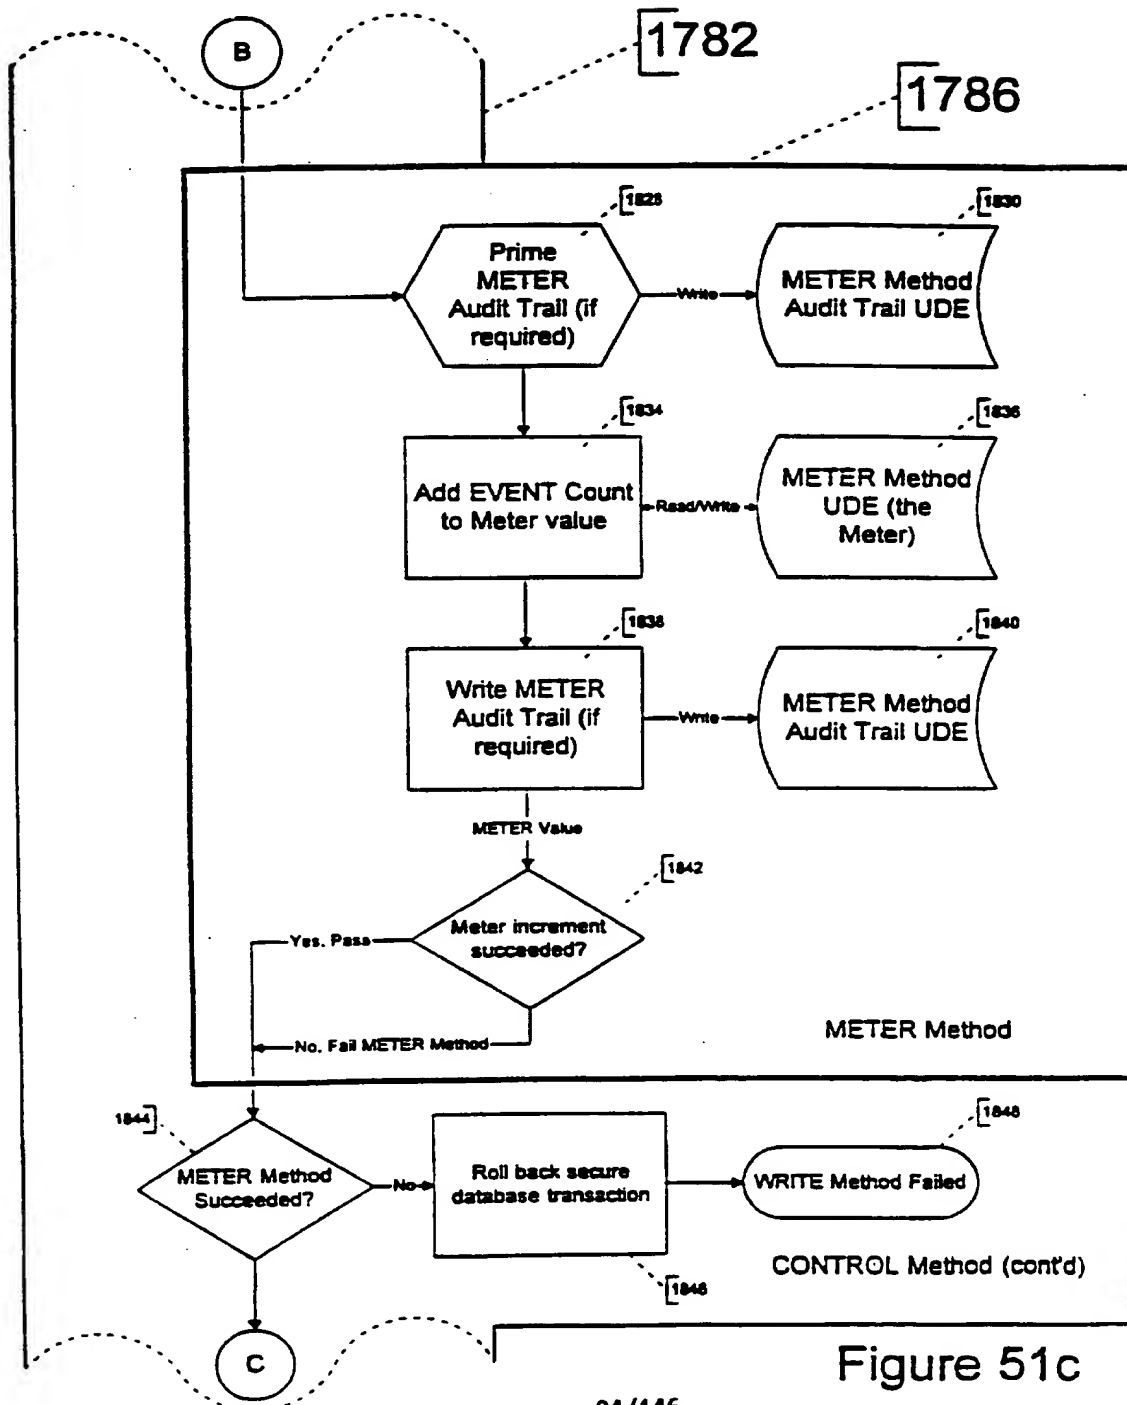 B
1782
1786
1828
1830
Prime
METER
Audit Trail (if
required)
Write
METER Method
Audit Trail UDE
1834
1836
Add EVENT Count
to Meter value
Read/Write
METER Method
UDE (the
Meter)
1838
1840
Write METER
Audit Trail (if
required)
Write
METER Method
Audit Trail UDE
METER Value
1842
Meter increment
succeeded?
Yes. Pass
No. Fail METER Method
METER Method
1844
1848
METER Method
Succeeded?
No
Roll back secure
database transaction
WRITE Method Failed
1846
CONTROL Method (cont'd)
C
Figure 51c